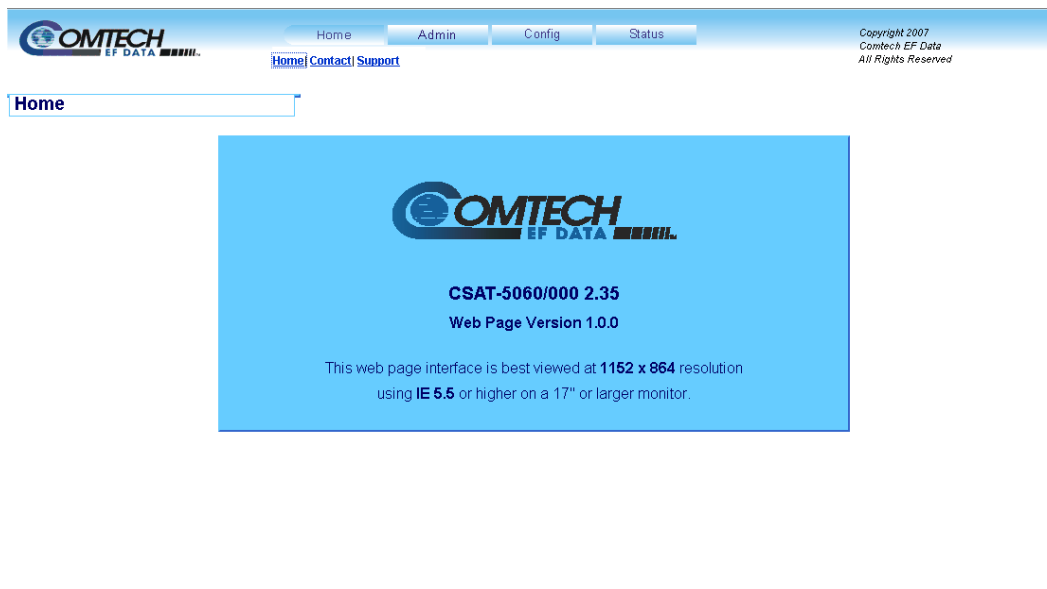 COMTECH
EF DATA
Home Admin Config Status
Home| Contact| Support
Copyright 2007
Comtech EF Data
All Rights Reserved
Home
COMTECH
EF DATA
CSAT-5060/000 2.35
Web Page Version 1.0.0
This web page interface is best viewed at 1152 x 864 resolution
using IE 5.5 or higher on a 17" or larger monitor.